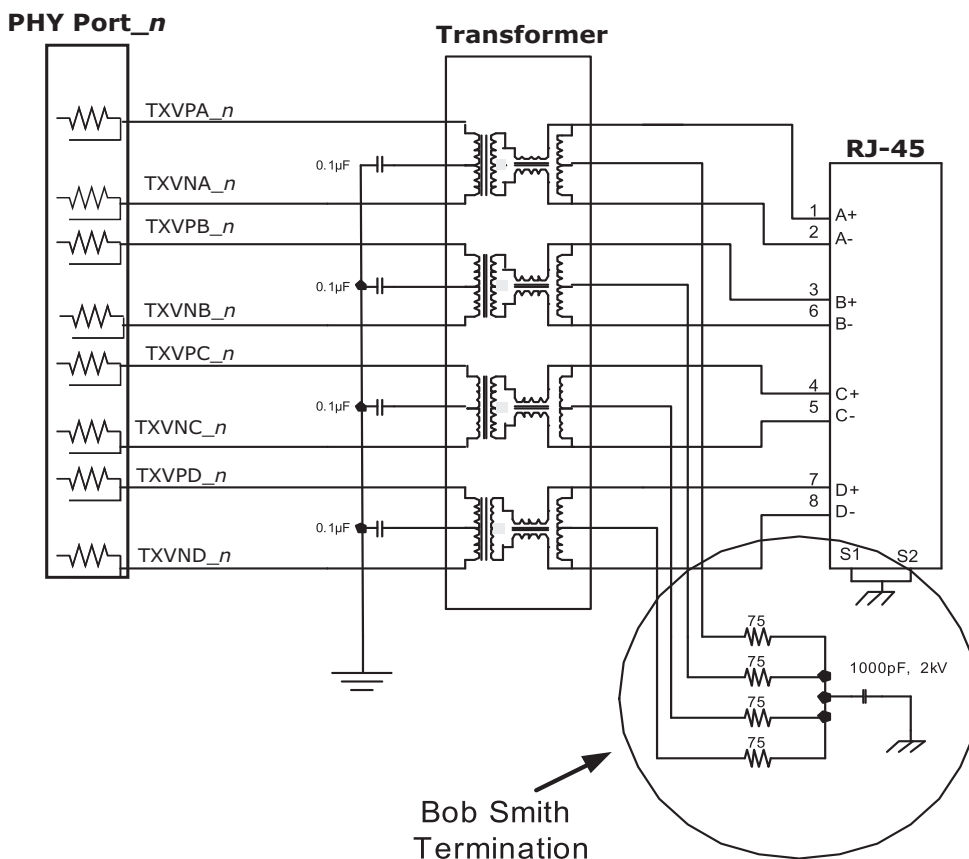 PHY Port_n
Transformer
RJ-45
TXVPA_n
0.1µF
TXVNA_n
TXVPB_n
0.1µF
TXVNB_n
TXVPC_n
0.1µF
TXVNC_n
TXVPD_n
0.1µF
TXVND_n
1 A+
2 A-
3 B+
6 B-
4 C+
5 C-
7 D+
8 D-
S1 S2
75
75
75
75
1000pF, 2kV
Bob Smith
Termination